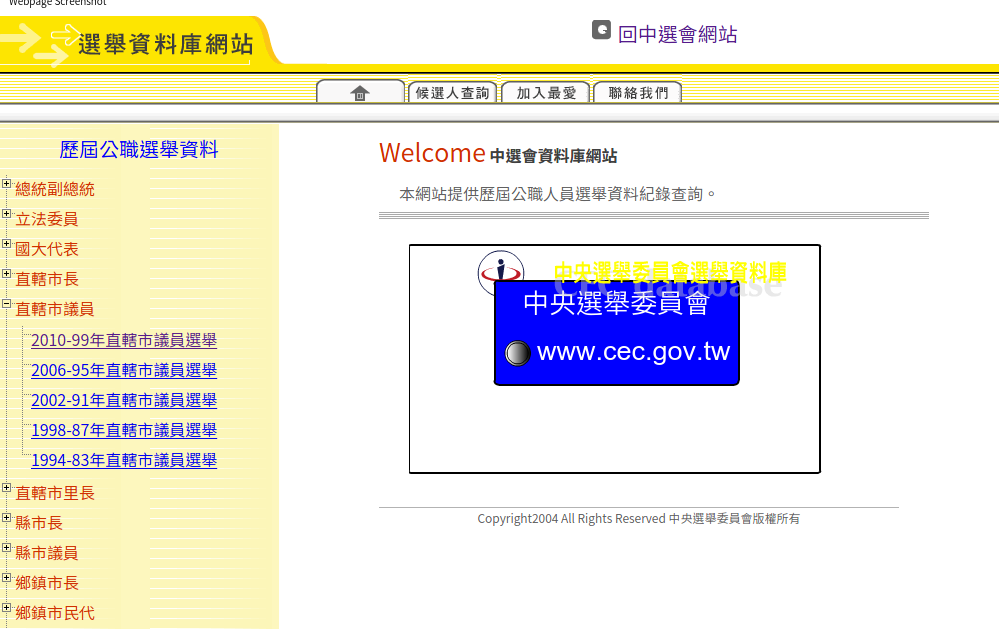 Webpage Screenshot
選舉資料庫網站
回中選會網站
候選人查詢
加入最愛
聯絡我們
歷屆公職選舉資料
總統副總統
立法委員
國大代表
直轄市長
直轄市議員
2010-99年直轄市議員選舉
2006-95年直轄市議員選舉
2002-91年直轄市議員選舉
1998-87年直轄市議員選舉
1994-83年直轄市議員選舉
直轄市里長
縣市長
縣市議員
鄉鎮市長
鄉鎮市民代
Welcome 中選會資料庫網站
本網站提供歷屆公職人員選舉資料紀錄查詢。
中央選舉委員會選舉資料庫
CEC Database
中央選舉委員會
www.cec.gov.tw
Copyright2004 All Rights Reserved 中央選舉委員會版權所有